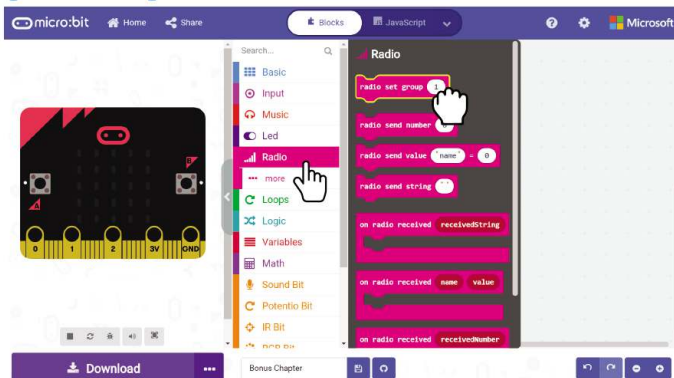 micro:bit Home Share Blocks JavaScript Microsoft
Search...
Basic
Input
Music
Led
Radio
more
Loops
Logic
Variables
Math
Sound Bit
Potentio Bit
IR Bit
Radio
radio set group 1
radio send number
radio send value "name" = 0
radio send string " "
on radio received receivedString
on radio received name value
on radio received receivedNumber
A
B
0 1 2 3V GND
Download
Bonus Chapter